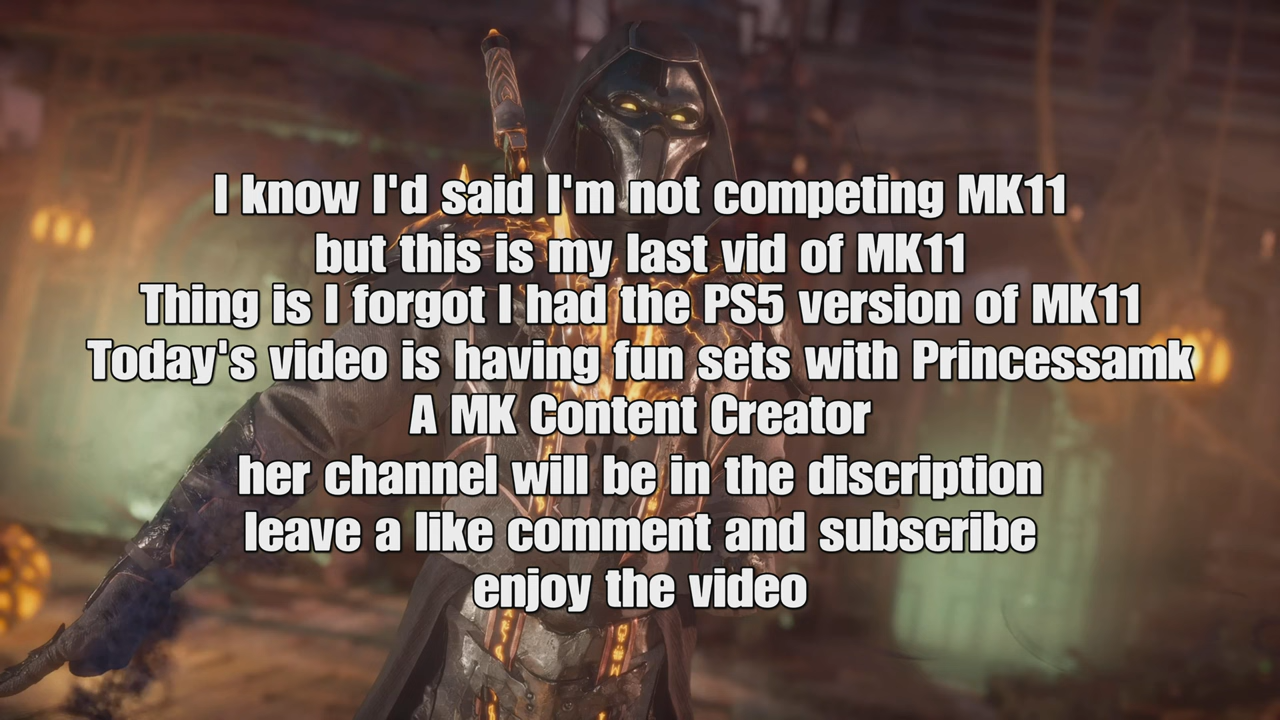 I know I'd said I'm not competing MK11
but this is my last vid of MK11
Thing is I forgot I had the PS5 version of MK11
Today's video is having fun sets with Princessamk
A MK Content Creator
her channel will be in the discription
leave a like comment and subscribe
enjoy the video